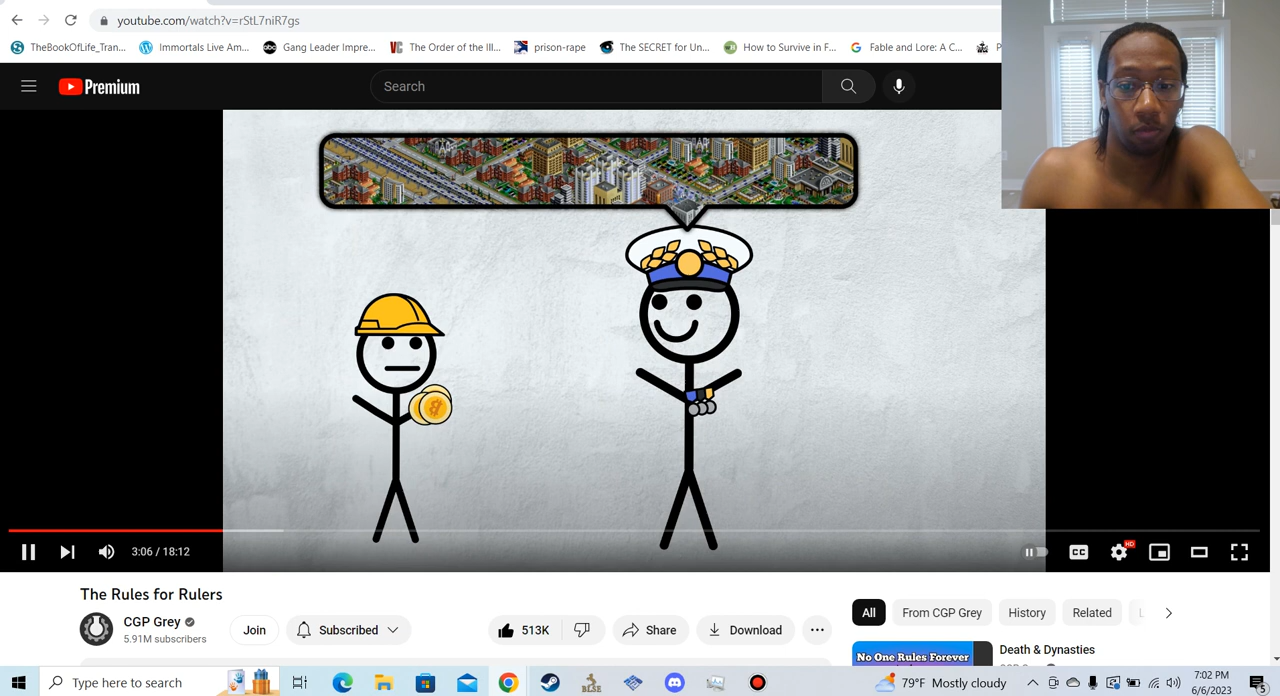 youtube.com/watch?v=rStL7niR7gs
TheBookOfLife_Tran... Immortals Live Am... Gang Leader Impre... The Order of the Ill... prison-rape The SECRET for Un... How to Survive in F... Fable and Lore: A C...
Premium
Search
3:06 / 18:12
CC
HD
The Rules for Rulers
CGP Grey
5.91M subscribers
Join
Subscribed
513K
Share
Download
All
From CGP Grey
History
Related
No One Rules Forever
Death & Dynasties
Type here to search
BLSE
79°F Mostly cloudy
7:02 PM
6/6/2023